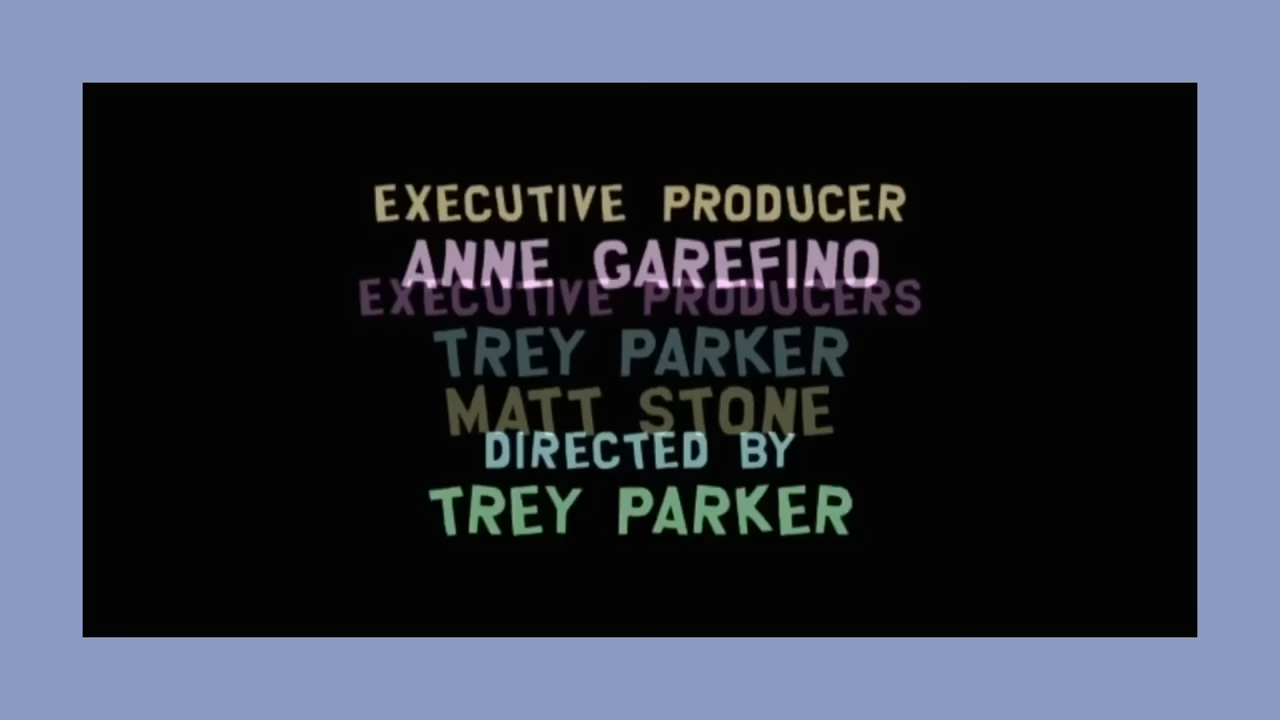 EXECUTIVE PRODUCER
ANNE GAREFINO
EXECUTIVE PRODUCERS
TREY PARKER
MATT STONE
DIRECTED BY
TREY PARKER